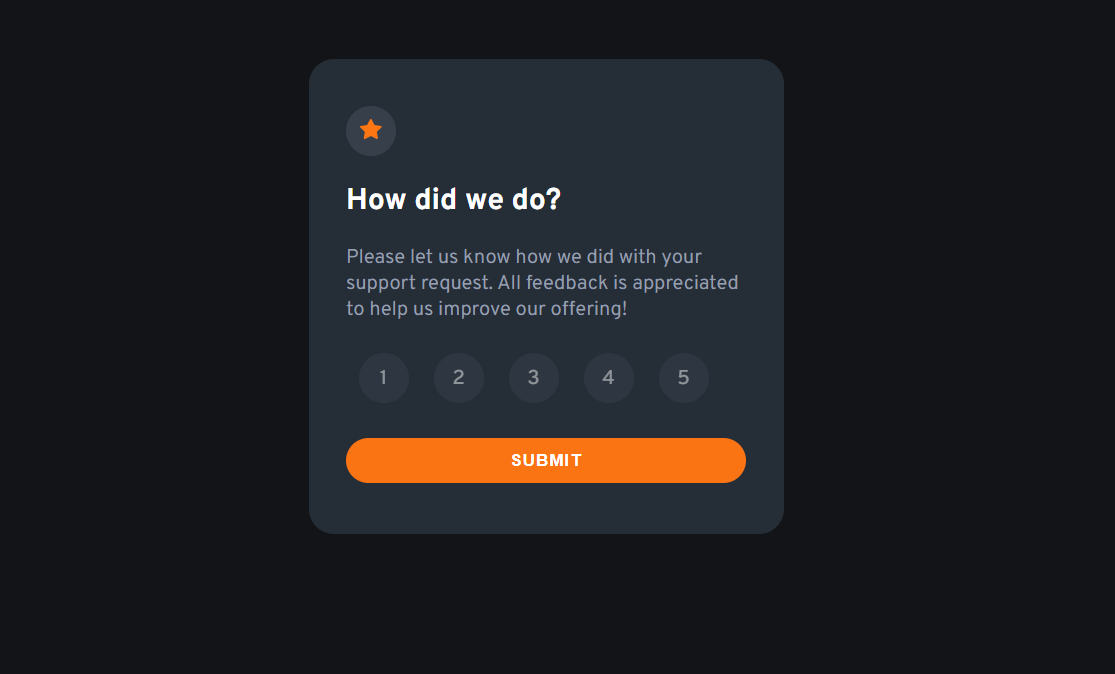 How did we do?
Please let us know how we did with your
support request. All feedback is appreciated
to help us improve our offering!
1 2 3 4 5
SUBMIT